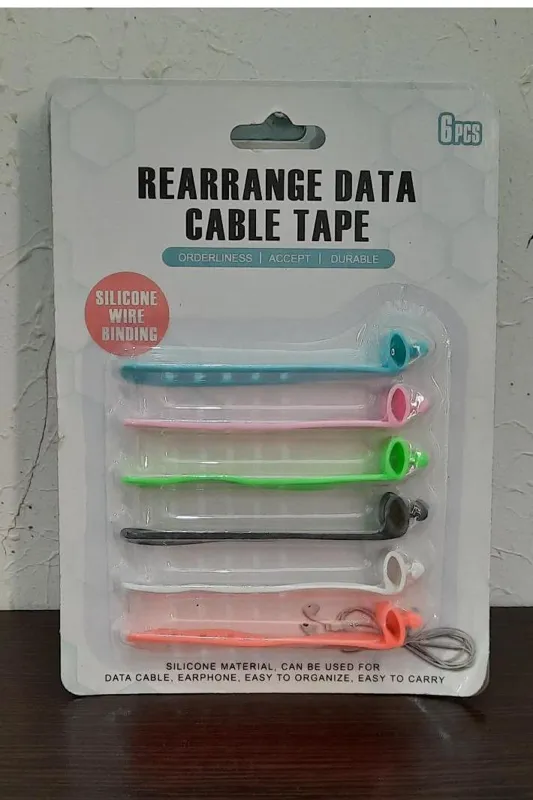 6PCS
REARRANGE DATA
CABLE TAPE
ORDERLINESS | ACCEPT | DURABLE
SILICONE
WIRE
BINDING
SILICONE MATERIAL, CAN BE USED FOR
DATA CABLE, EARPHONE, EASY TO ORGANIZE, EASY TO CARRY